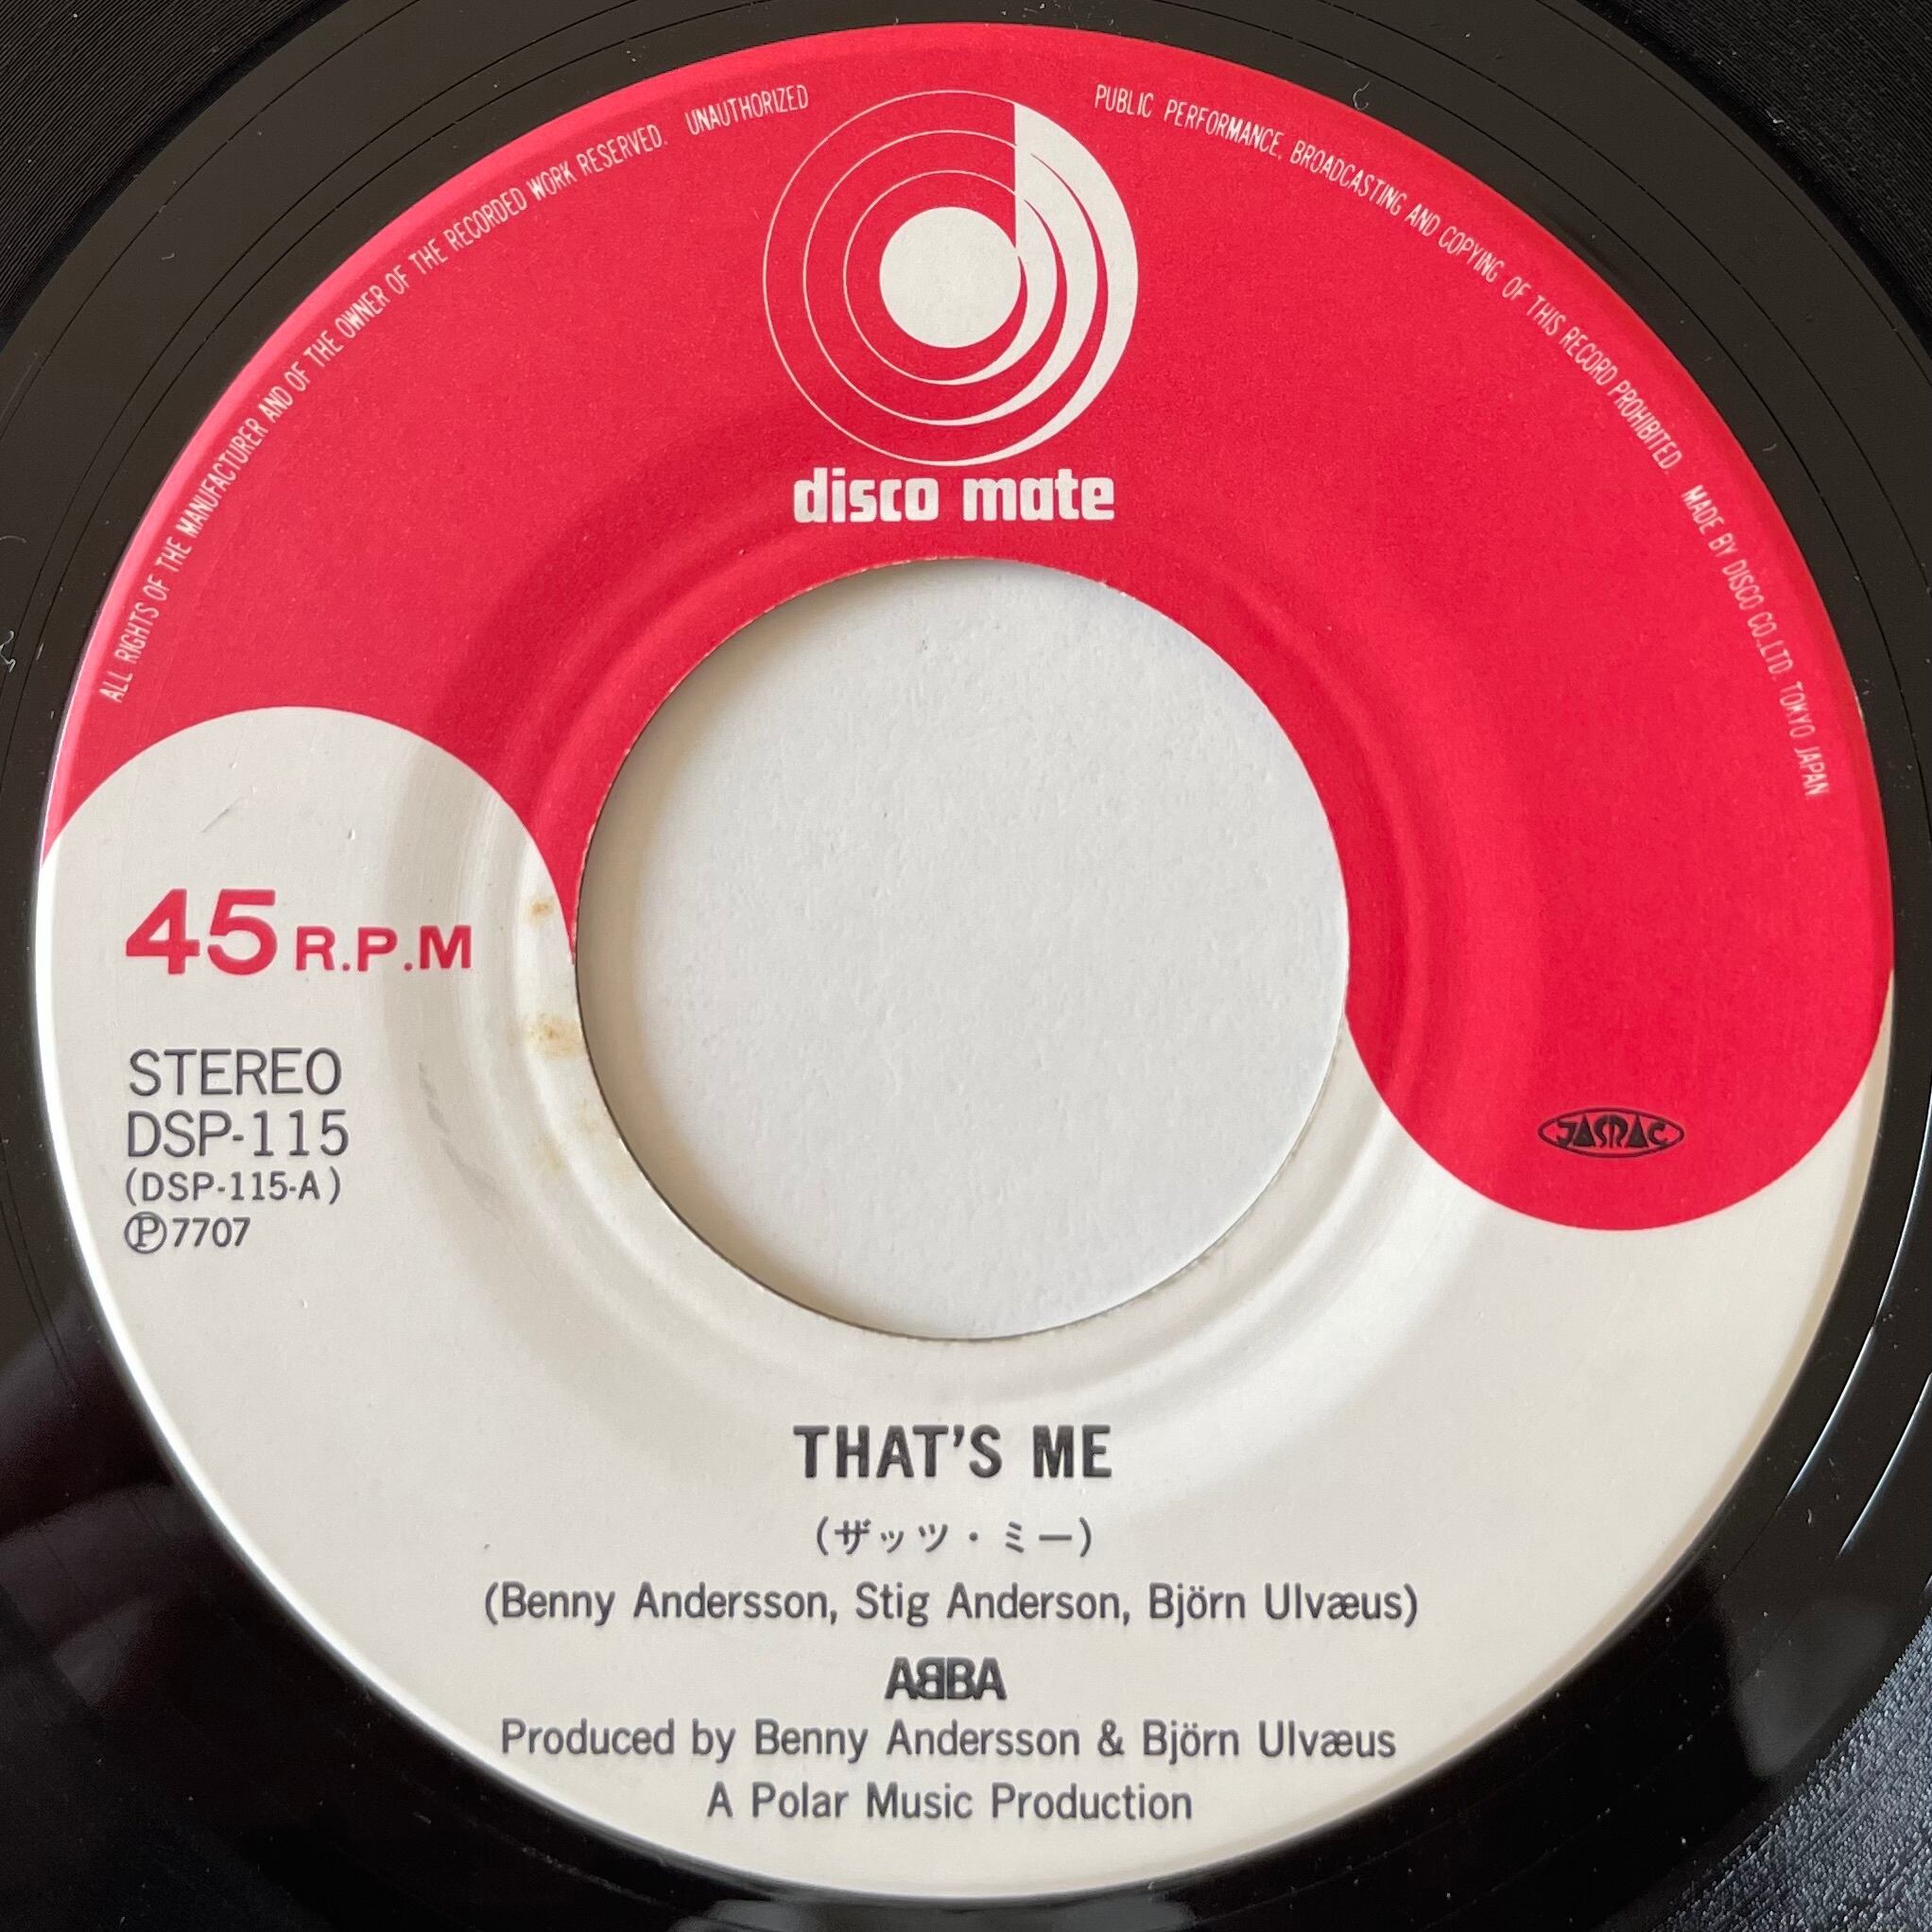 ALL RIGHTS OF THE MANUFACTURER AND OF THE OWNER OF THE RECORDED WORK RESERVED. UNAUTHORIZED PUBLIC PERFORMANCE, BROADCASTING AND COPYING OF THIS RECORD PROHIBITED. MADE BY DISCO CO., LTD. TOKYO JAPAN.
disco mate
45 R.P.M
STEREO
DSP-115
(DSP-115-A)
Ⓟ7707
JASRAC
THAT'S ME
(ザッツ・ミー)
(Benny Andersson, Stig Anderson, Björn Ulvæus)
AᗺBA
Produced by Benny Andersson & Björn Ulvæus
A Polar Music Production